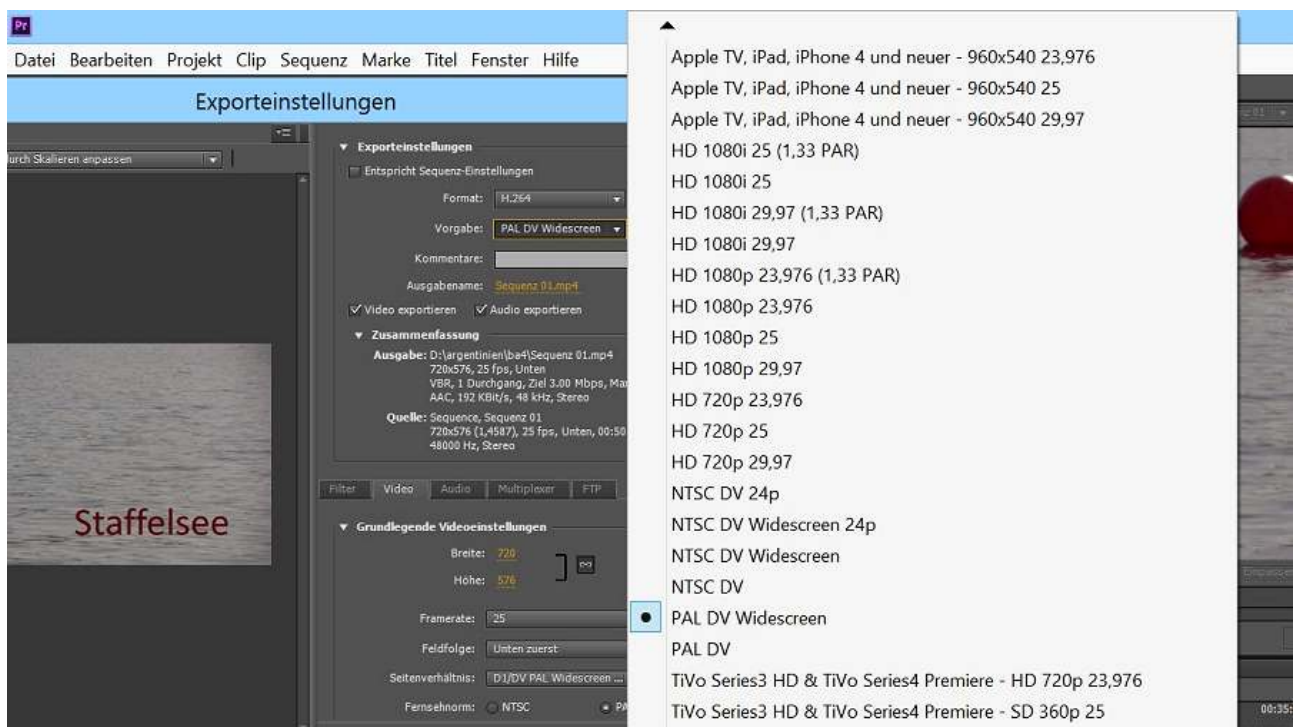 Pr
Datei Bearbeiten Projekt Clip Sequenz Marke Titel Fenster Hilfe
Exporteinstellungen
urch Skalieren anpassen
Staffelsee
Exporteinstellungen
Entspricht Sequenz-Einstellungen
Format: H.264
Vorgabe: PAL DV Widescreen
Kommentare:
Ausgabename: Sequenz 01.mp4
Video exportieren Audio exportieren
Zusammenfassung
Ausgabe: D:\argentinien\ba4\Sequenz 01.mp4
720x576, 25 fps, Unten
VBR, 1 Durchgang, Ziel 3.00 Mbps, Ma
AAC, 192 KBit/s, 48 kHz, Stereo
Quelle: Sequence, Sequenz 01
720x576 (1,4587), 25 fps, Unten, 00:50
48000 Hz, Stereo
Filter Video Audio Multiplexer FTP
Grundlegende Videoeinstellungen
Breite: 720
Höhe: 576
Framerate: 25
Feldfolge: Unten zuerst
Seitenverhältnis: D1/DV PAL Widescreen ...
Fernsehnorm: NTSC PA
Apple TV, iPad, iPhone 4 und neuer - 960x540 23,976
Apple TV, iPad, iPhone 4 und neuer - 960x540 25
Apple TV, iPad, iPhone 4 und neuer - 960x540 29,97
HD 1080i 25 (1,33 PAR)
HD 1080i 25
HD 1080i 29,97 (1,33 PAR)
HD 1080i 29,97
HD 1080p 23,976 (1,33 PAR)
HD 1080p 23,976
HD 1080p 25
HD 1080p 29,97
HD 720p 23,976
HD 720p 25
HD 720p 29,97
NTSC DV 24p
NTSC DV Widescreen 24p
NTSC DV Widescreen
NTSC DV
PAL DV Widescreen
PAL DV
TiVo Series3 HD & TiVo Series4 Premiere - HD 720p 23,976
TiVo Series3 HD & TiVo Series4 Premiere - SD 360p 25
00:35: